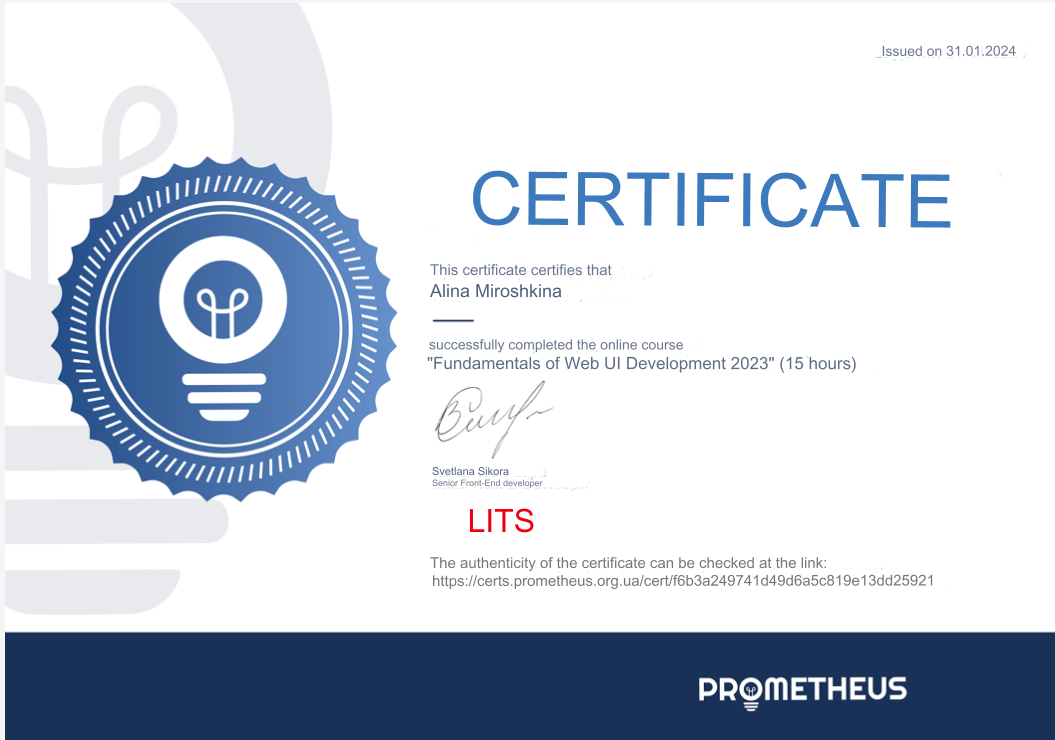 Issued on 31.01.2024
CERTIFICATE
This certificate certifies that
Alina Miroshkina
successfully completed the online course
"Fundamentals of Web UI Development 2023" (15 hours)
Svetlana Sikora
Senior Front-End developer
LITS
The authenticity of the certificate can be checked at the link:
https://certs.prometheus.org.ua/cert/f6b3a249741d49d6a5c819e13dd25921
PROMETHEUS